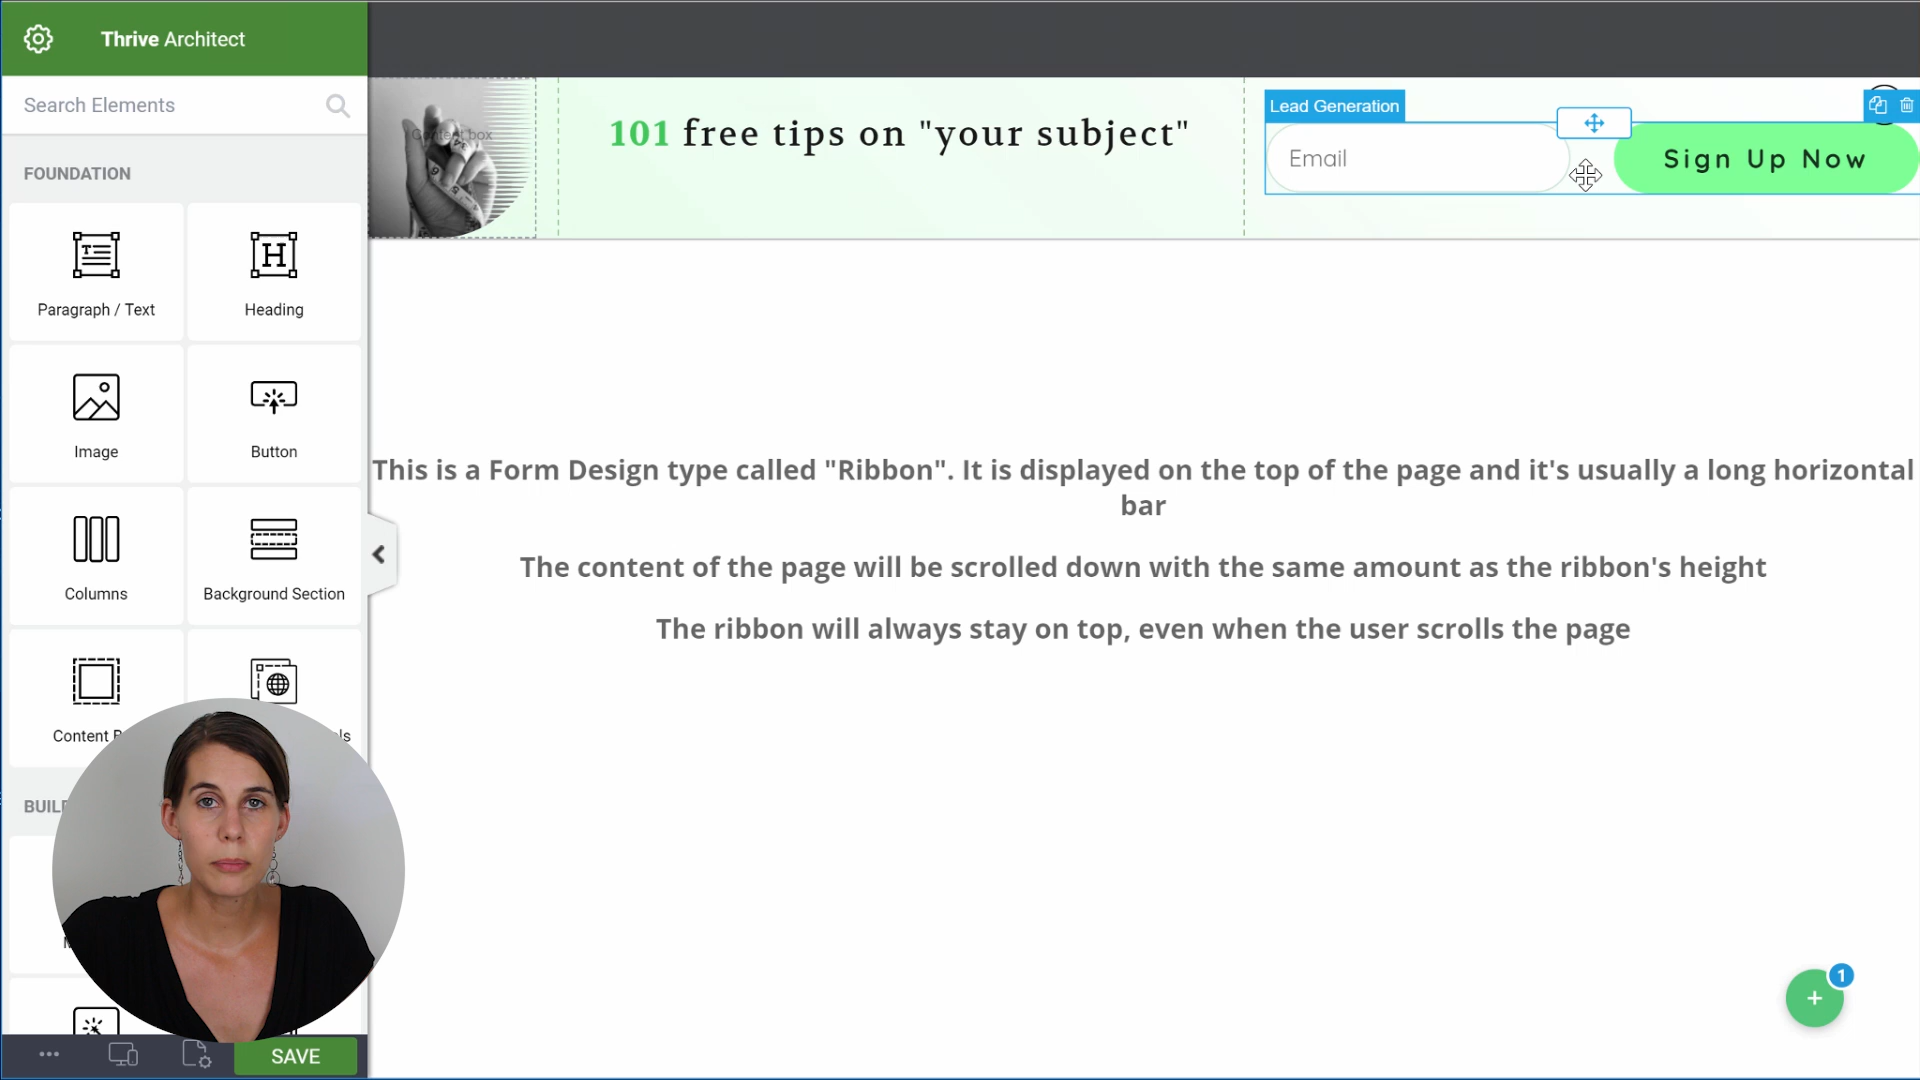 Thrive Architect
Search Elements
FOUNDATION
Paragraph / Text
Heading
Image
Button
Columns
Background Section
Content
BUIL
SAVE
Content box
101 free tips on "your subject"
Lead Generation
Email
Sign Up Now
This is a Form Design type called "Ribbon". It is displayed on the top of the page and it's usually a long horizontal
bar
The content of the page will be scrolled down with the same amount as the ribbon's height
The ribbon will always stay on top, even when the user scrolls the page
1